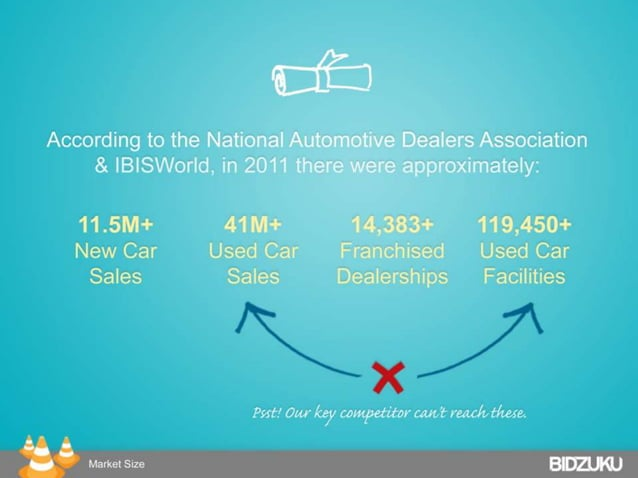 According to the National Automotive Dealers Association
& IBISWorld, in 2011 there were approximately:
11.5M+
New Car
Sales
41M+
Used Car
Sales
14,383+
Franchised
Dealerships
119,450+
Used Car
Facilities
Psst! Our key competitor can't reach these.
Market Size
BIDZUKU